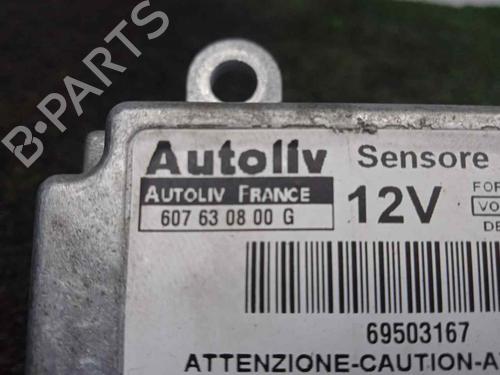 Autoliv Sensore
AUTOLIV FRANCE
607 63 08 00 G
12V
FOR
VO
DE
69503167
ATTENZIONE-CAUTION-A
B-PARTS